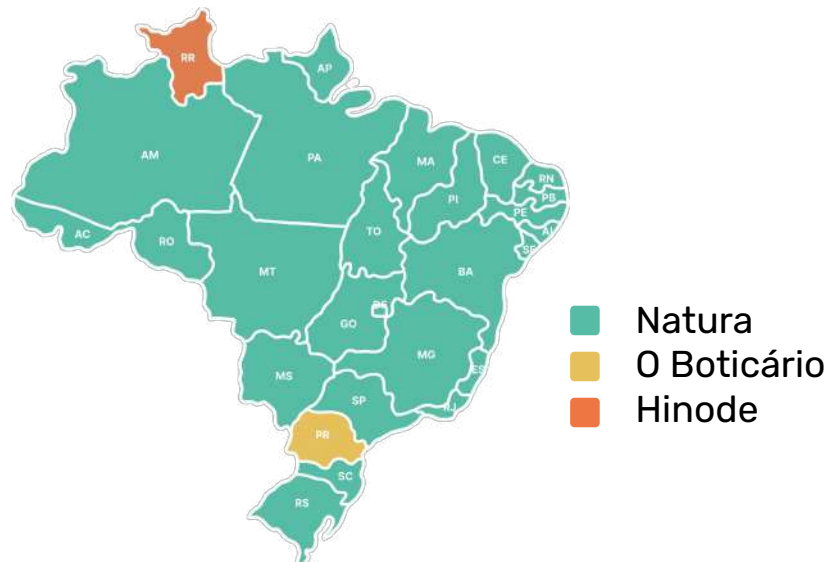 RR
AP
AM
PA
MA
CE
RN
PB
PI
PE
AL
SE
AC
RO
TO
BA
MT
DF
GO
MG
ES
MS
SP
RJ
PR
SC
RS
Natura
O Boticário
Hinode